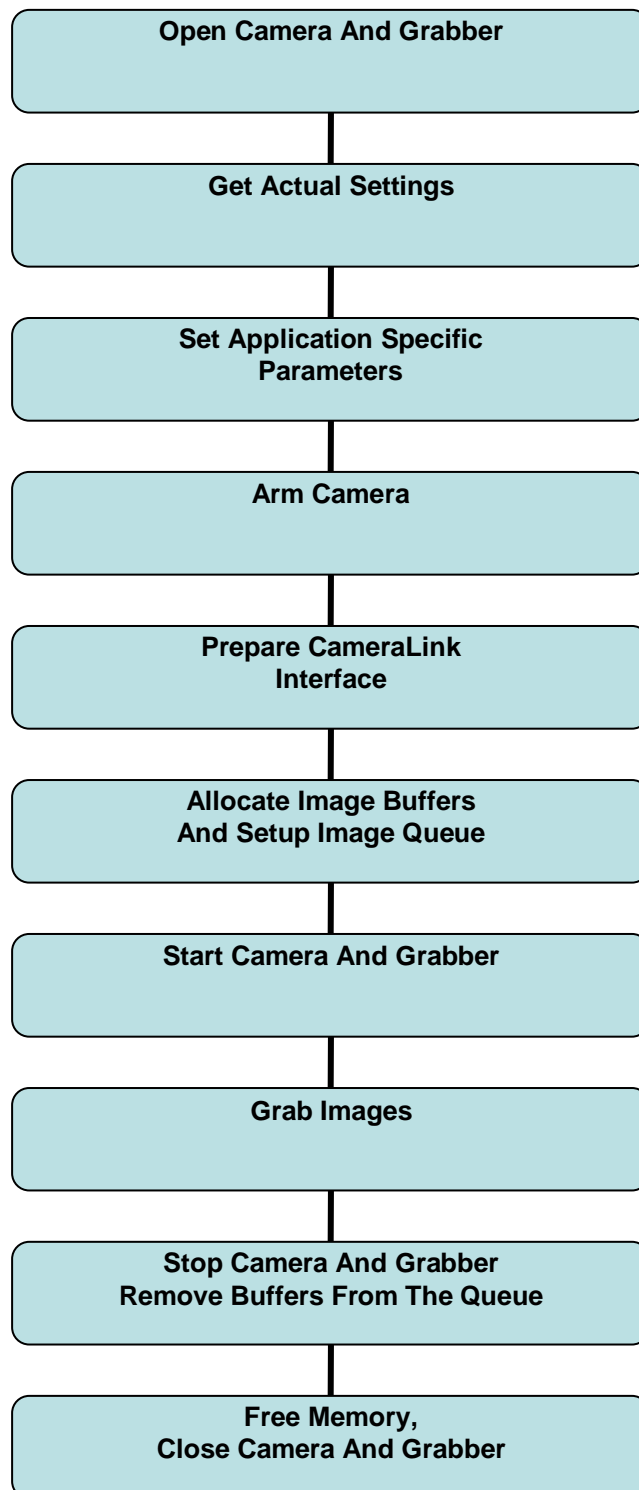 Open Camera And Grabber
Get Actual Settings
Set Application Specific
Parameters
Arm Camera
Prepare CameraLink
Interface
Allocate Image Buffers
And Setup Image Queue
Start Camera And Grabber
Grab Images
Stop Camera And Grabber
Remove Buffers From The Queue
Free Memory,
Close Camera And Grabber